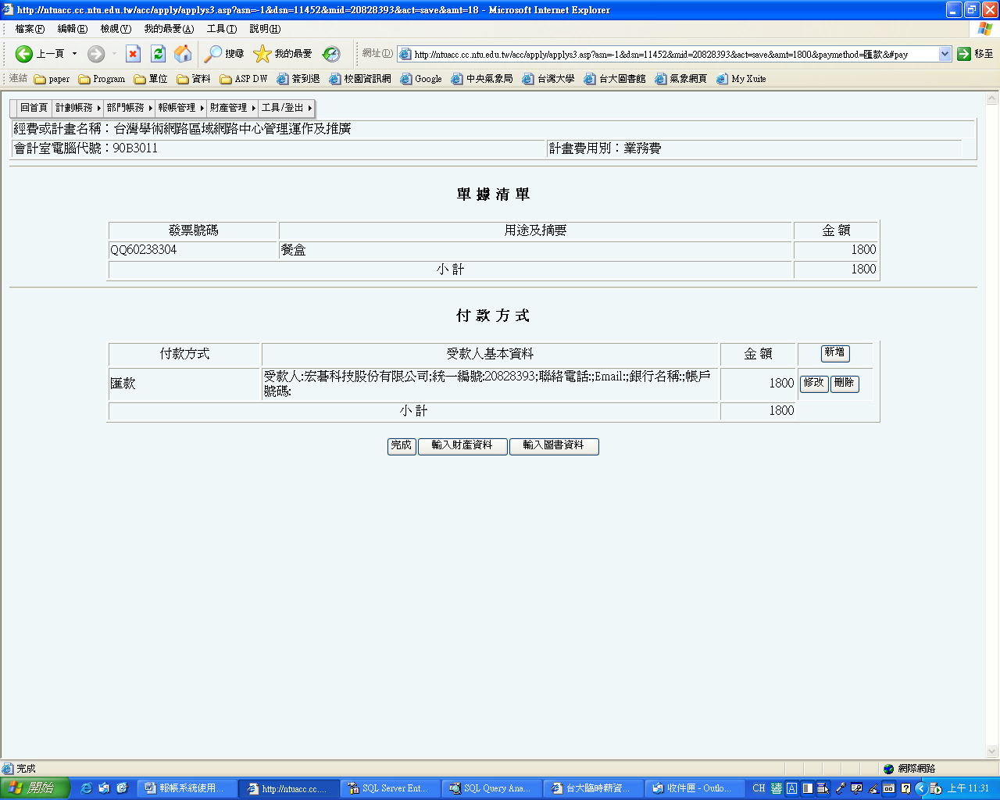 http://ntuacc.cc.ntu.edu.tw/acc/apply/applys3.asp?asn=-1&dsn=11452&mid=20828393&act=save&amt=18 - Microsoft Internet Explorer
檔案(F) 編輯(E) 檢視(V) 我的最愛(A) 工具(T) 說明(H)
上一頁 搜尋 我的最愛 網址(D) http://ntuacc.cc.ntu.edu.tw/acc/apply/applys3.asp?asn=-1&dsn=11452&mid=20828393&act=save&amt=1800&paymethod=匯款&#pay 移至
連結 paper Program 單位 資料 ASP DW 簽到退 校園資訊網 Google 中央氣象局 台灣大學 台大圖書館 氣象網頁 My Xuite
回首頁 計劃帳務 部門帳務 報帳管理 財產管理 工具/登出
經費或計畫名稱：台灣學術網路區域網路中心管理運作及推廣
會計室電腦代號：90B3011 計畫費用別：業務費
單 據 清 單
發票號碼 用途及摘要 金 額
QQ60238304 餐盒 1800
小 計 1800
付 款 方 式
付款方式 受款人基本資料 金 額 新增
匯款 受款人:宏碁科技股份有限公司;統一編號:20828393;聯絡電話:;Email:;銀行名稱:;帳戶
號碼: 1800 修改 刪除
小 計 1800
完成 輸入財產資料 輸入圖書資料
完成 網際網路
開始 報帳系統使用... http://ntuacc.cc.... SQL Server Ent... SQL Query Ana... 台大臨時薪資... 收件匣 - Outlo... CH 上午 11:31